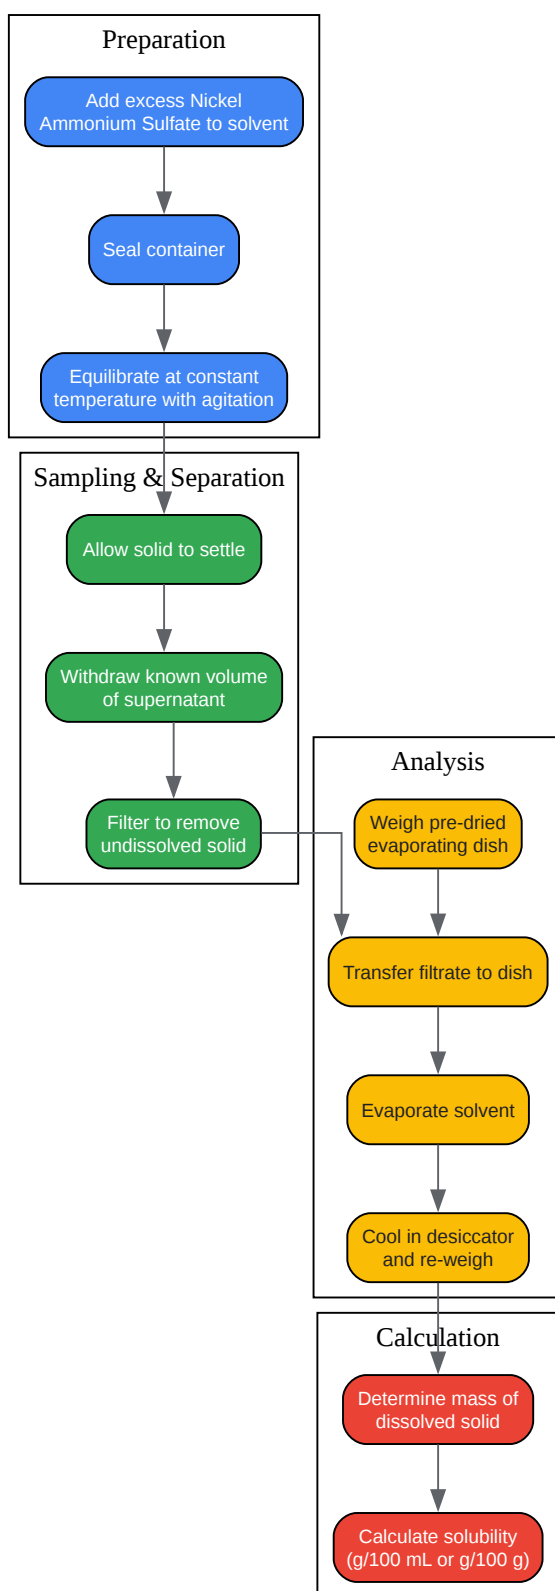 Preparation
Add excess Nickel
Ammonium Sulfate to solvent
Seal container
Equilibrate at constant
temperature with agitation
Sampling & Separation
Allow solid to settle
Withdraw known volume
of supernatant
Filter to remove
undissolved solid
Analysis
Weigh pre-dried
evaporating dish
Transfer filtrate to dish
Evaporate solvent
Cool in desiccator
and re-weigh
Calculation
Determine mass of
dissolved solid
Calculate solubility
(g/100 mL or g/100 g)